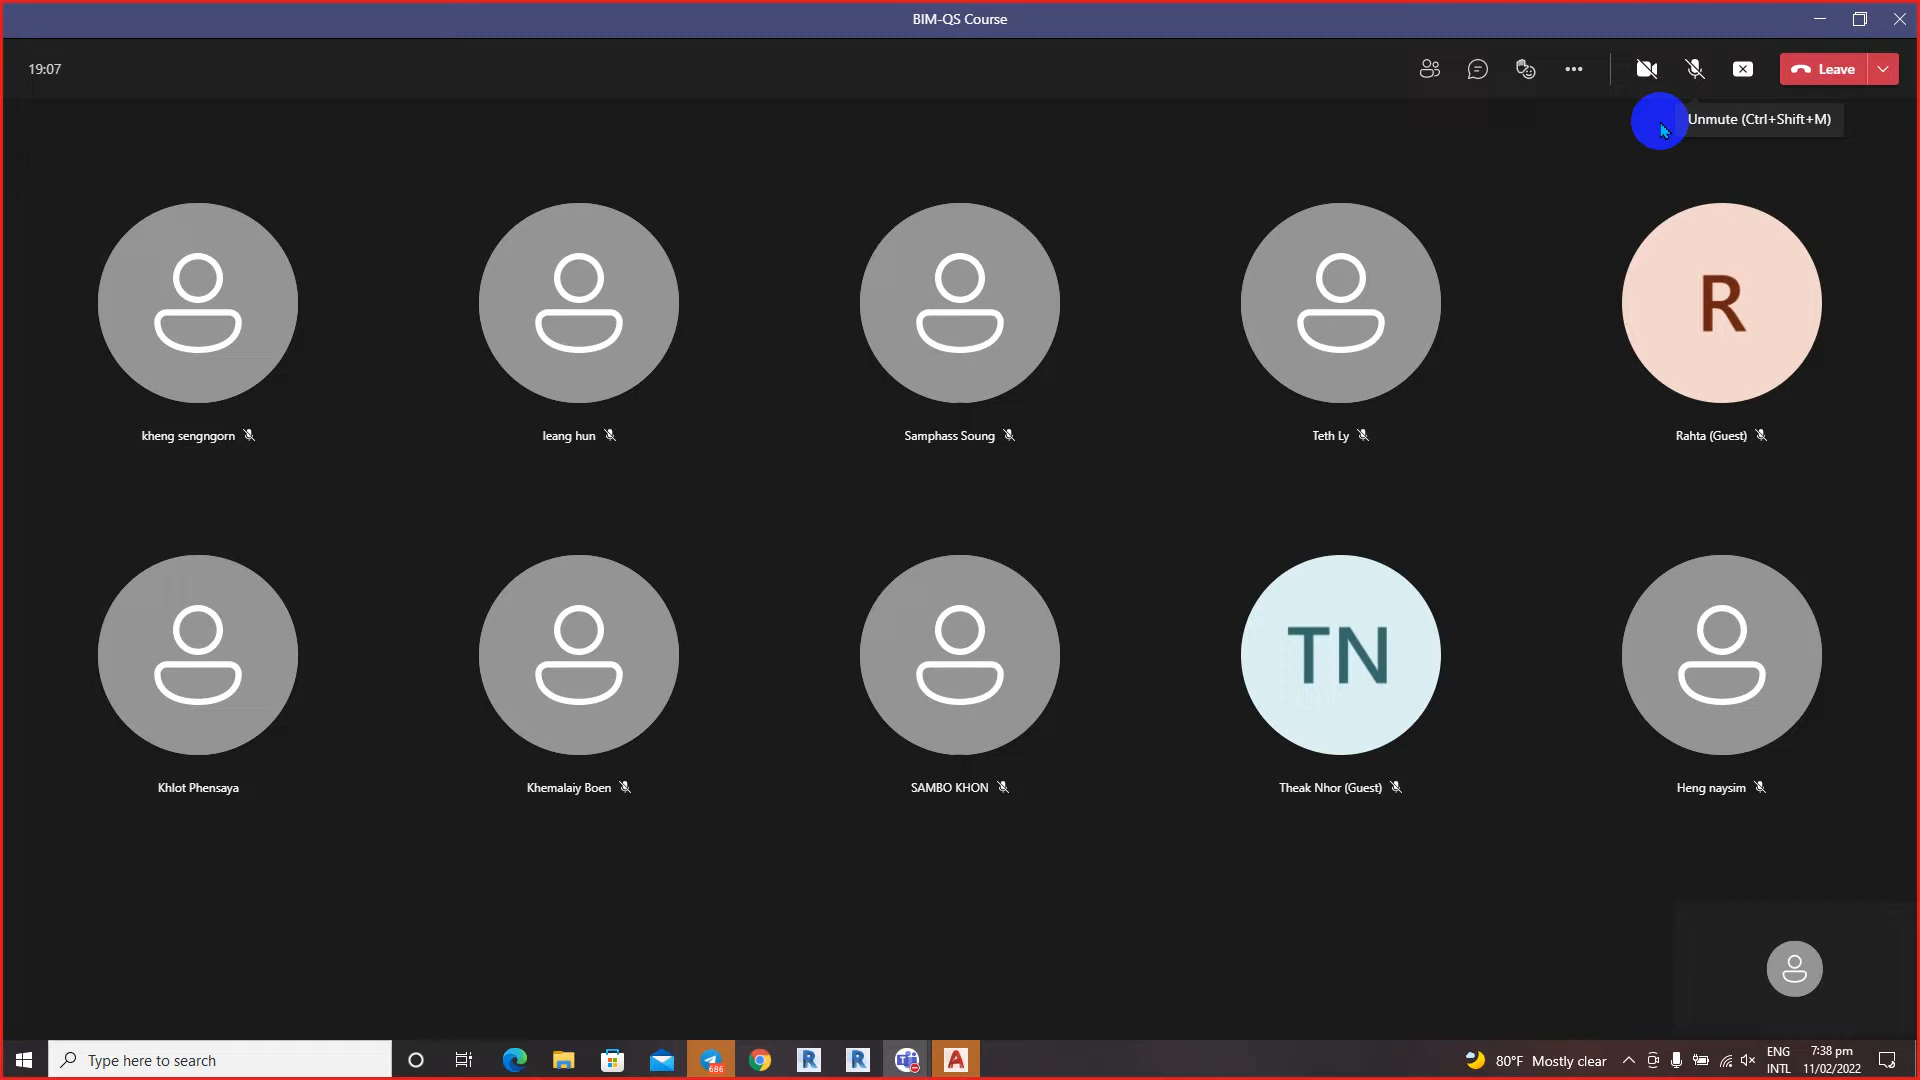 BIM-QS Course
19:07
Leave
Unmute (Ctrl+Shift+M)
R
kheng sengngorn
leang hun
Samphass Soung
Teth Ly
Rahta (Guest)
TN
Khlot Phensaya
Khemalaiy Boen
SAMBO KHON
Theak Nhor (Guest)
Heng naysim
Type here to search
686
R
R
T
A
80°F Mostly clear
ENG
INTL
7:38 pm
11/02/2022